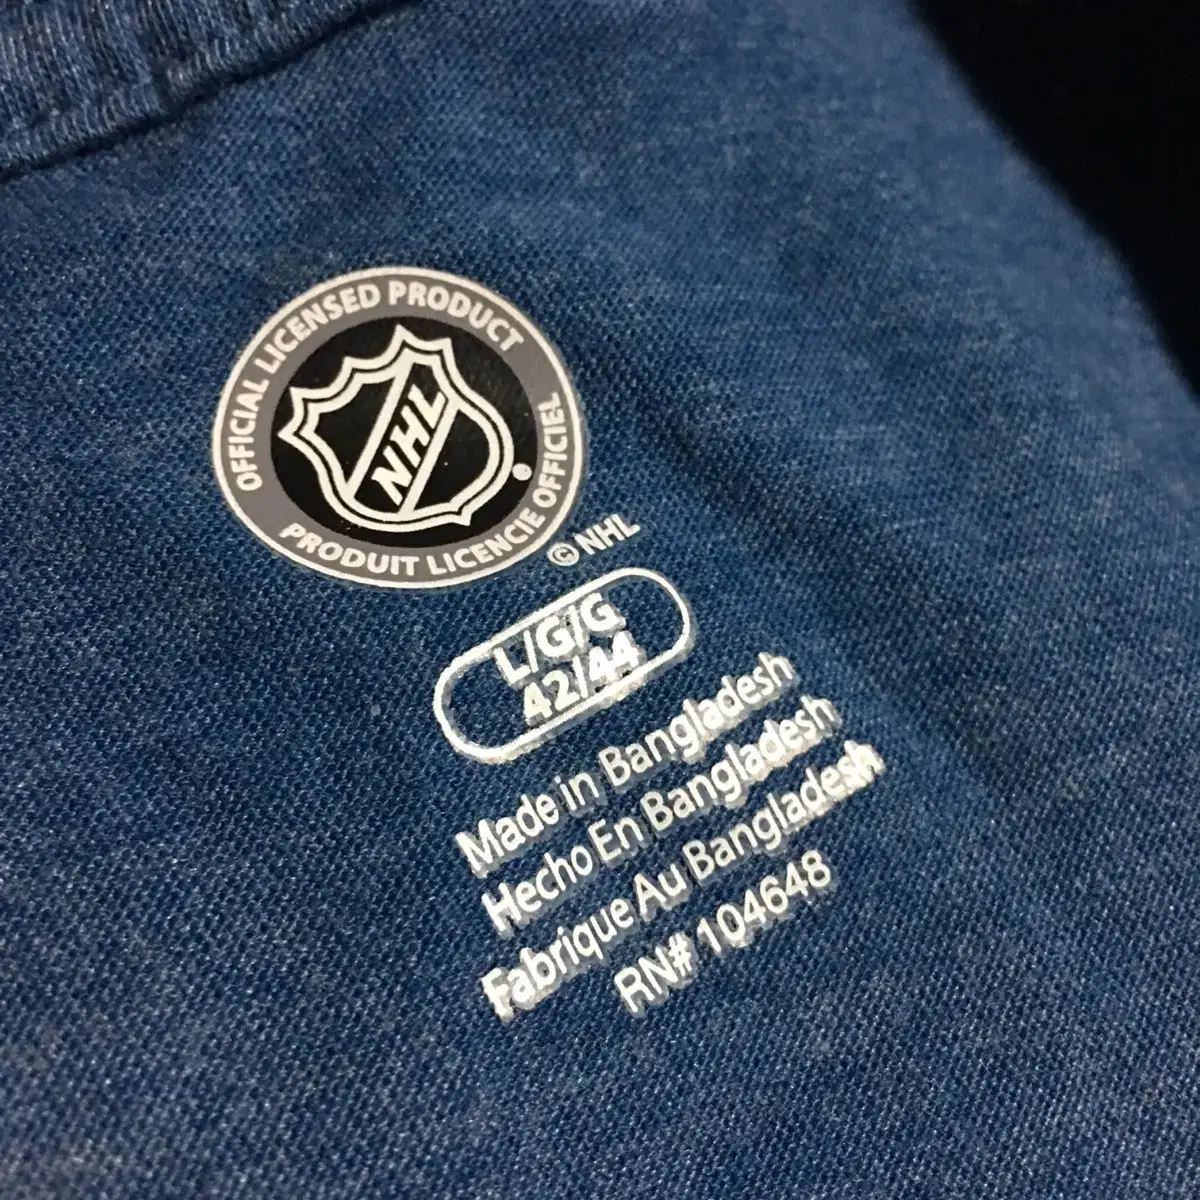 OFFICIAL LICENSED PRODUCT
NHL
®
PRODUIT LICENCIE OFFICIEL
© NHL
L/G/G
42/44
Made in Bangladesh
Hecho En Bangladesh
Fabrique Au Bangladesh
RN# 104648